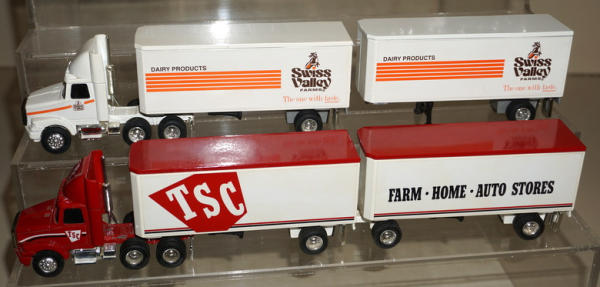 DAIRY PRODUCTS
Swiss
Valley
FARMS
The one with taste.
DAIRY PRODUCTS
Swiss
Valley
FARMS
The one with taste.
TSC
TSC
FARM · HOME · AUTO STORES